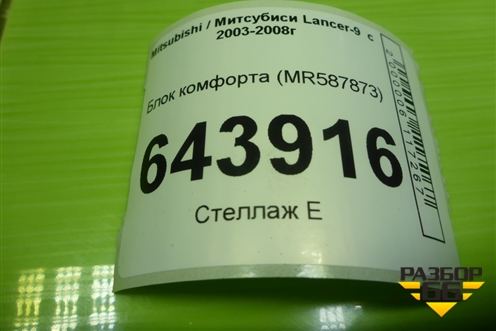 Mitsubishi / Митсубиси Lancer-9 с
2003-2008г
Блок комфорта (MR587873)
643916
Стеллаж Е
РАЗБОР
66